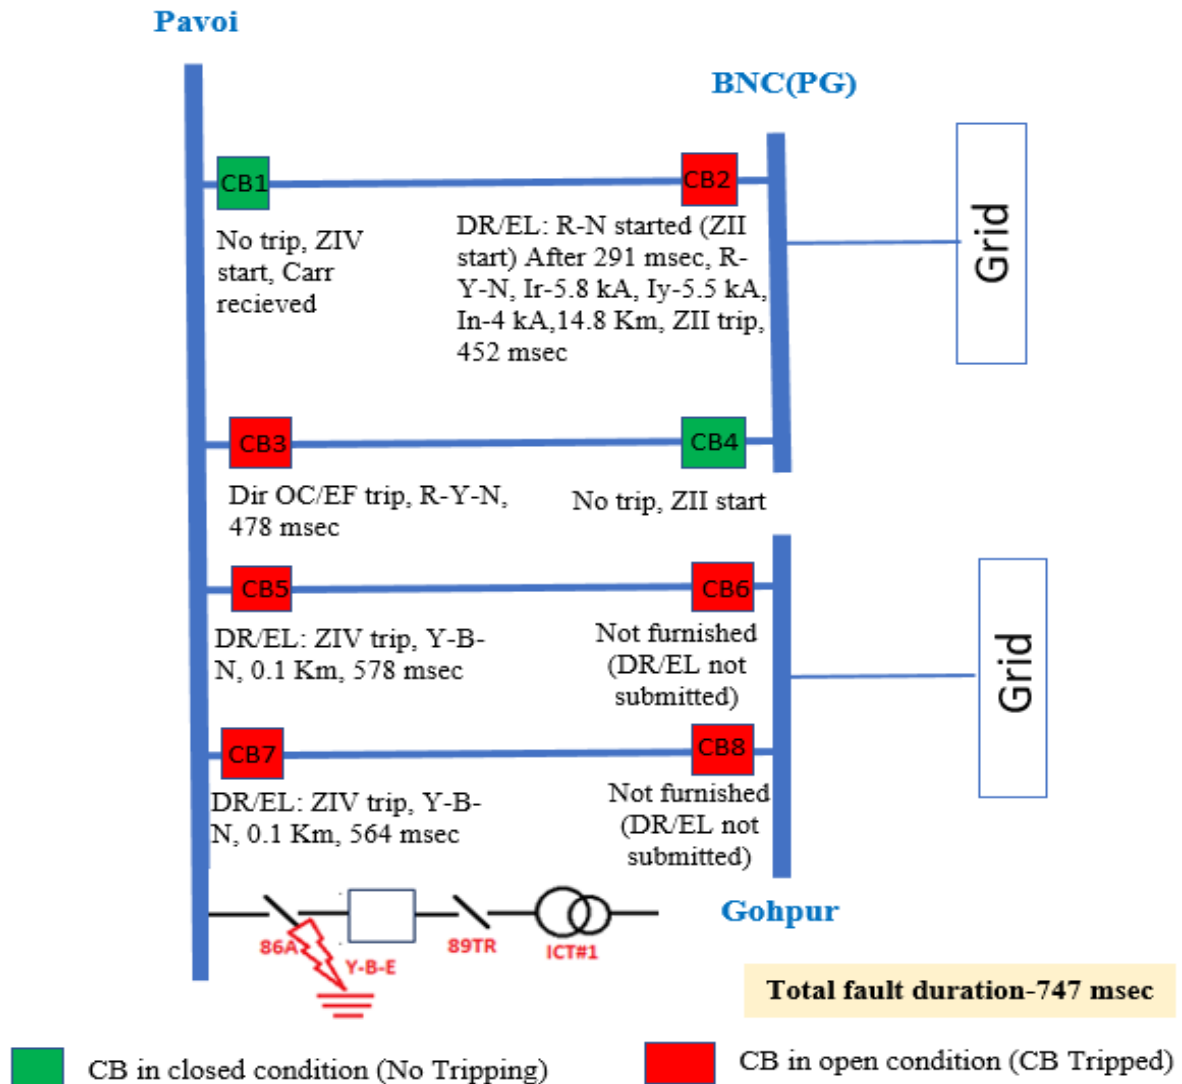 Pavoi
BNC(PG)
CB1
CB2
No trip, ZIV
start, Carr
recieved
DR/EL: R-N started (ZII
start) After 291 msec, R-
Y-N, Ir-5.8 kA, Iy-5.5 kA,
In-4 kA,14.8 Km, ZII trip,
452 msec
Grid
CB3
CB4
Dir OC/EF trip, R-Y-N,
478 msec
No trip, ZII start
CB5
CB6
DR/EL: ZIV trip, Y-B-
N, 0.1 Km, 578 msec
Not furnished
(DR/EL not
submitted)
Grid
CB7
CB8
DR/EL: ZIV trip, Y-B-
N, 0.1 Km, 564 msec
Not furnished
(DR/EL not
submitted)
Gohpur
86A
Y-B-E
89TR
ICT#1
Total fault duration-747 msec
CB in closed condition (No Tripping)
CB in open condition (CB Tripped)